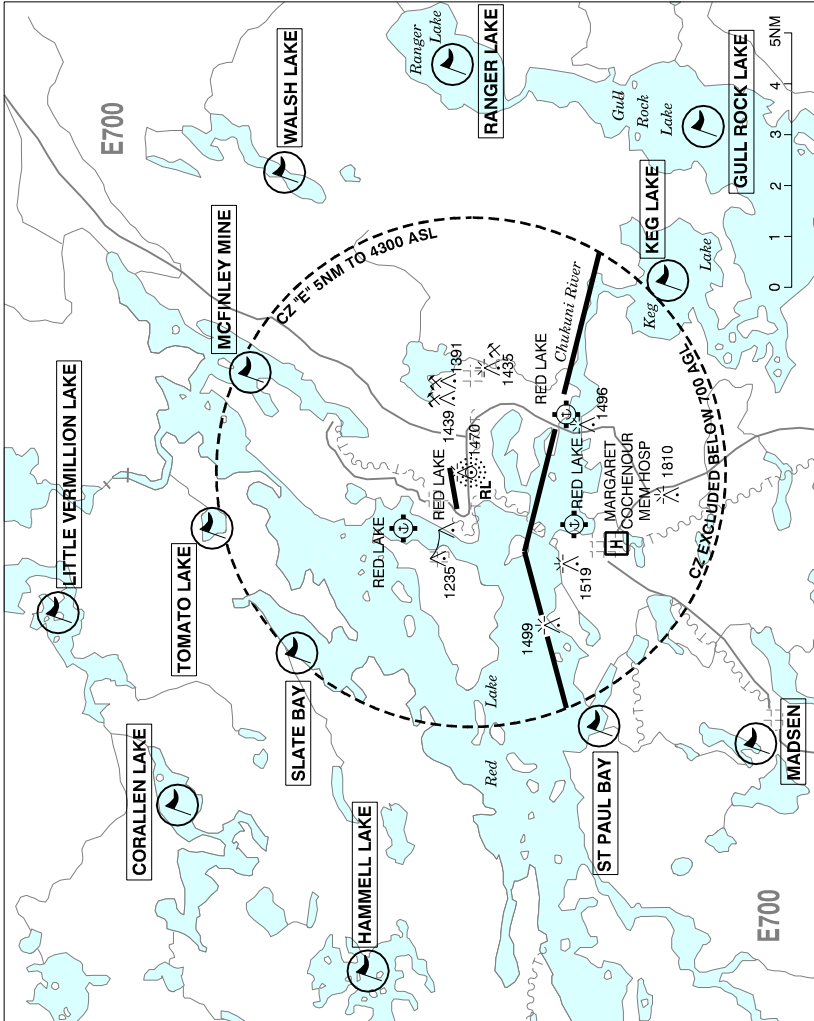 E700
WALSH LAKE
Ranger
Lake
RANGER LAKE
MCFINLEY MINE
CZ "E" 5NM TO 4300 ASL
Gull
Rock
Lake
GULL ROCK LAKE
KEG LAKE
Keg
Lake
0 1 2 3 4 5NM
Chukuni River
LITTLE VERMILLION LAKE
TOMATO LAKE
RED LAKE
RED LAKE
RED LAKE
RED LAKE
1439
1391
1435
1470
RL
1235
1496
MARGARET
COCHENOUR
MEM HOSP
H
1810
1519
1499
CZ EXCLUDED BELOW 700 AGL
SLATE BAY
CORALLEN LAKE
Red
Lake
ST PAUL BAY
MADSEN
HAMMELL LAKE
E700